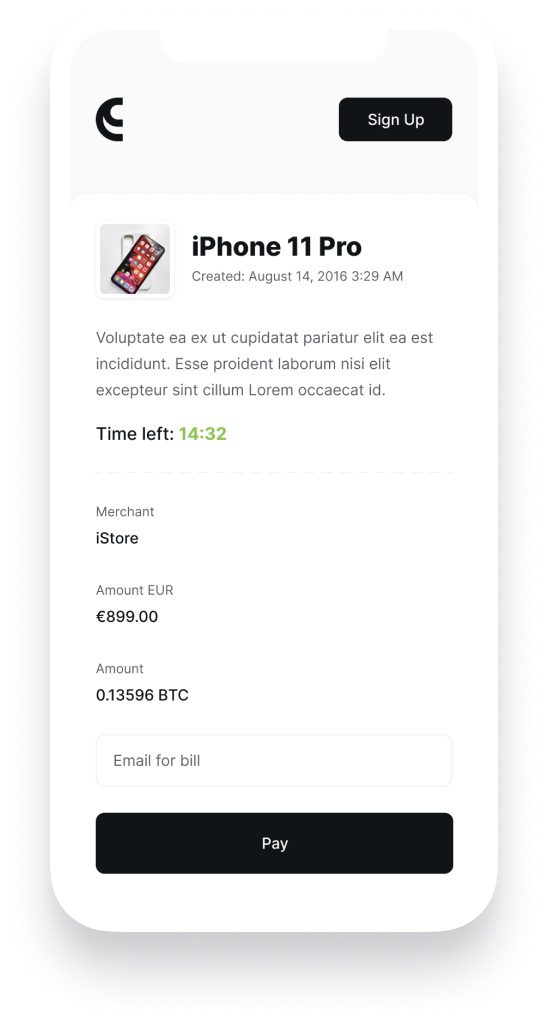 Sign Up
iPhone 11 Pro
Created: August 14, 2016 3:29 AM
Voluptate ea ex ut cupidatat pariatur elit ea est
incididunt. Esse proident laborum nisi elit
excepteur sint cillum Lorem occaecat id.
Time left: 14:32
Merchant
iStore
Amount EUR
€899.00
Amount
0.13596 BTC
Email for bill
Pay